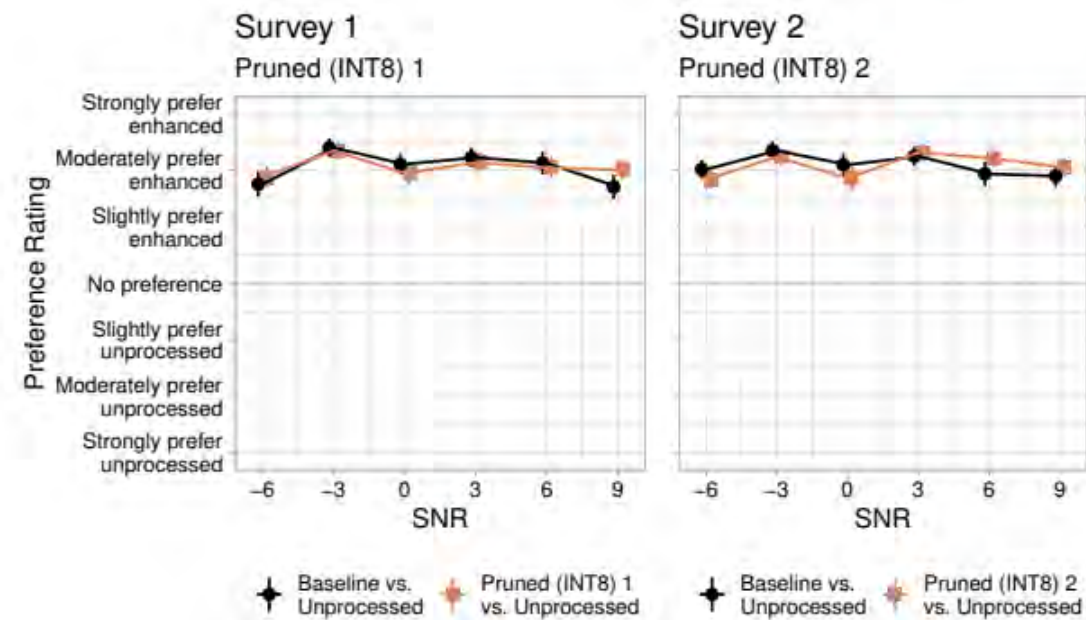 Survey 1
Pruned (INT8) 1
Survey 2
Pruned (INT8) 2
Preference Rating
Strongly prefer
enhanced
Moderately prefer
enhanced
Slightly prefer
enhanced
No preference
Slightly prefer
unprocessed
Moderately prefer
unprocessed
Strongly prefer
unprocessed
−6 −3 0 3 6 9
SNR
−6 −3 0 3 6 9
SNR
Baseline vs.
Unprocessed
Pruned (INT8) 1
vs. Unprocessed
Baseline vs.
Unprocessed
Pruned (INT8) 2
vs. Unprocessed